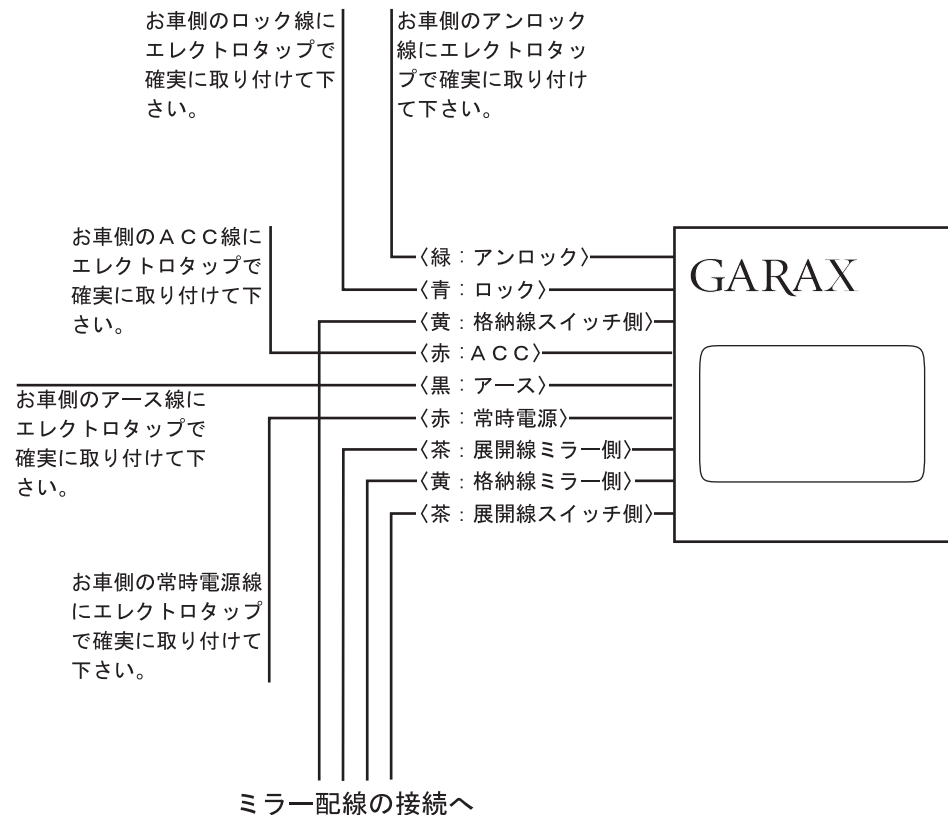 お車側のロック線に
エレクトロタップで
確実に取り付けて下
さい。
お車側のアンロック
線にエレクトロタッ
プで確実に取り付け
て下さい。
お車側のＡＣＣ線に
エレクトロタップで
確実に取り付けて下
さい。
お車側のアース線に
エレクトロタップで
確実に取り付けて下
さい。
お車側の常時電源線
にエレクトロタップ
で確実に取り付けて
下さい。
〈緑：アンロック〉
〈青：ロック〉
〈黄：格納線スイッチ側〉
〈赤：ＡＣＣ〉
〈黒：アース〉
〈赤：常時電源〉
〈茶：展開線ミラー側〉
〈黄：格納線ミラー側〉
〈茶：展開線スイッチ側〉
GARAX
ミラー配線の接続へ